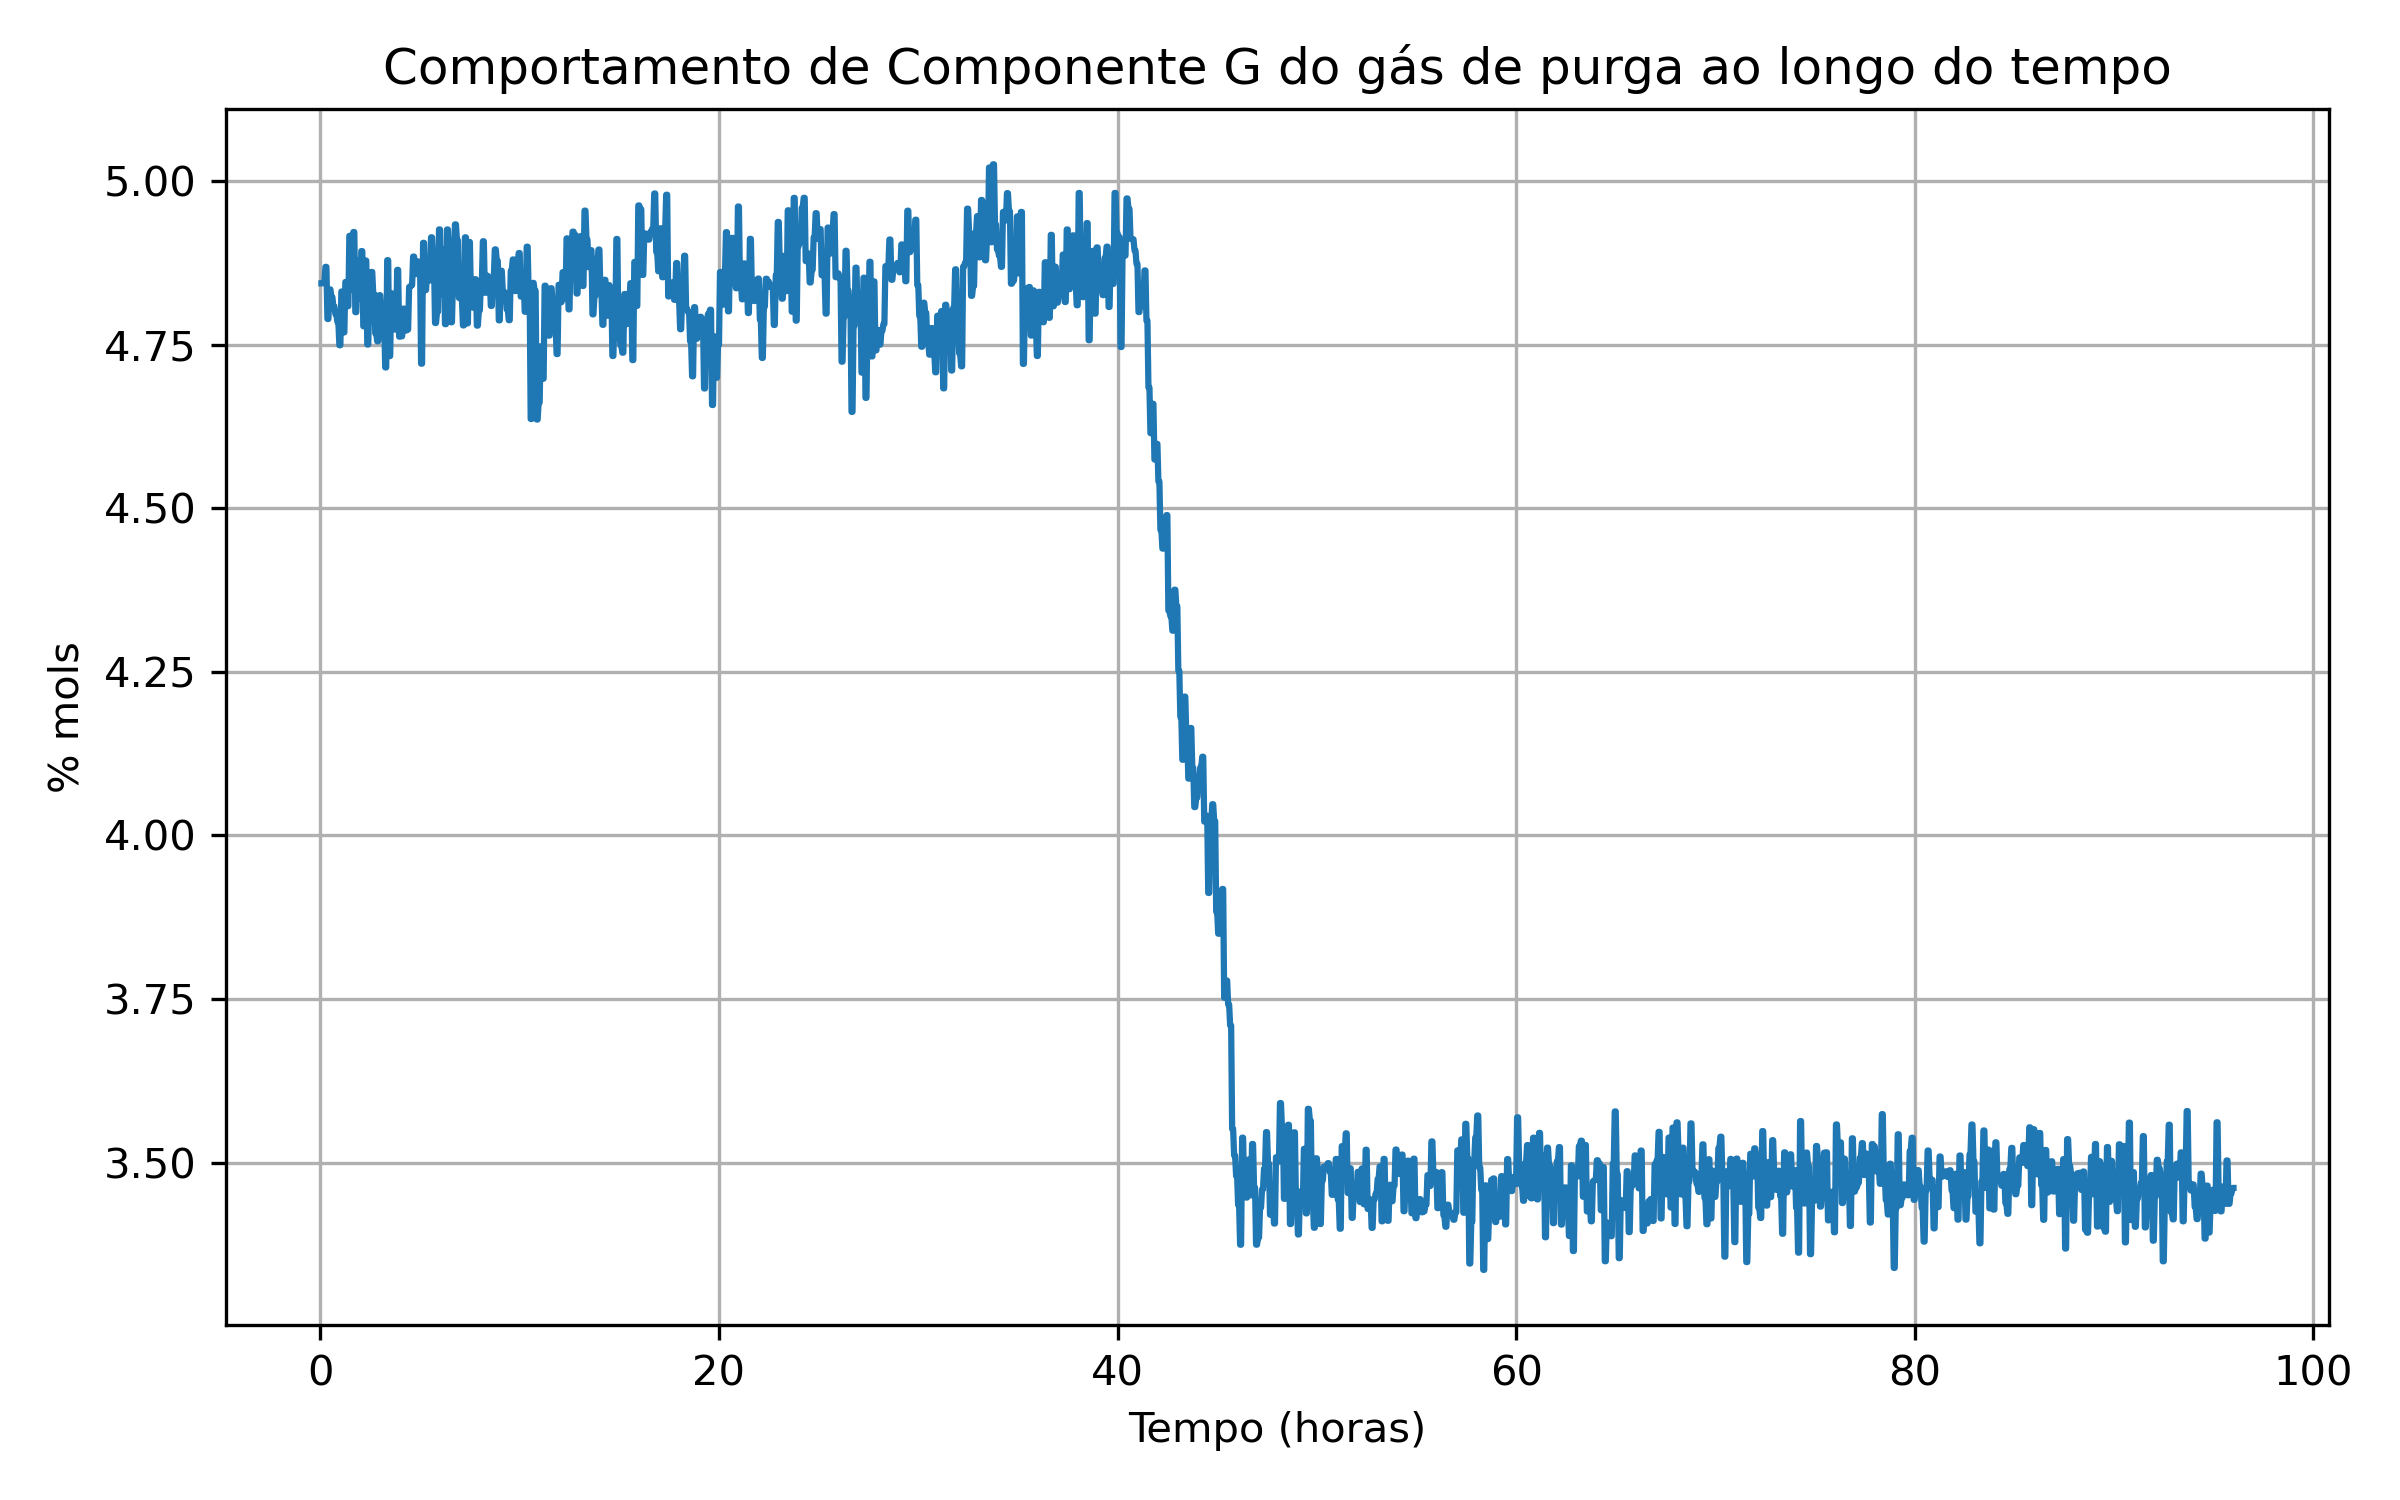 Comportamento de Componente G do gás de purga ao longo do tempo
% mols
5.00
4.75
4.50
4.25
4.00
3.75
3.50
0 20 40 60 80 100
Tempo (horas)